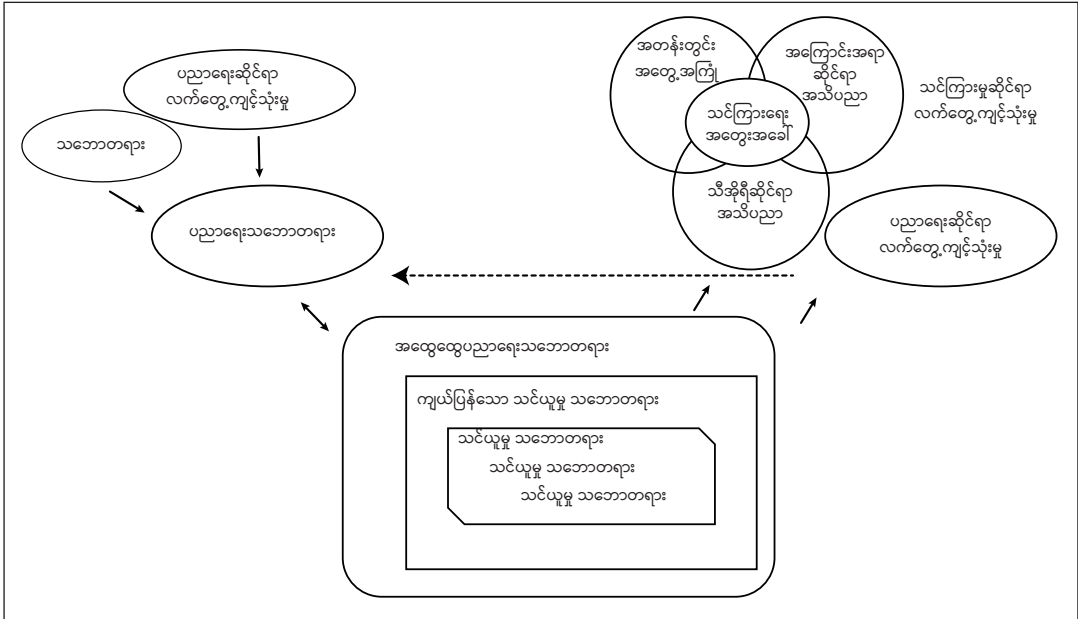 ပညာရေးဆိုင်ရာ
လက်တွေ့ကျင့်သုံးမှု
သဘောတရား
ပညာရေးသဘောတရား
အတန်းတွင်း
အတွေ့အကြုံ
အကြောင်းအရာ
ဆိုင်ရာ
အသိပညာ
သင်ကြားရေး
အတွေးအခေါ်
သီအိုရီဆိုင်ရာ
အသိပညာ
သင်ကြားမှုဆိုင်ရာ
လက်တွေ့ကျင့်သုံးမှု
ပညာရေးဆိုင်ရာ
လက်တွေ့ကျင့်သုံးမှု
အထွေထွေပညာရေးသဘောတရား
ကျယ်ပြန်သော သင်ယူမှု သဘောတရား
သင်ယူမှု သဘောတရား
သင်ယူမှု သဘောတရား
သင်ယူမှု သဘောတရား